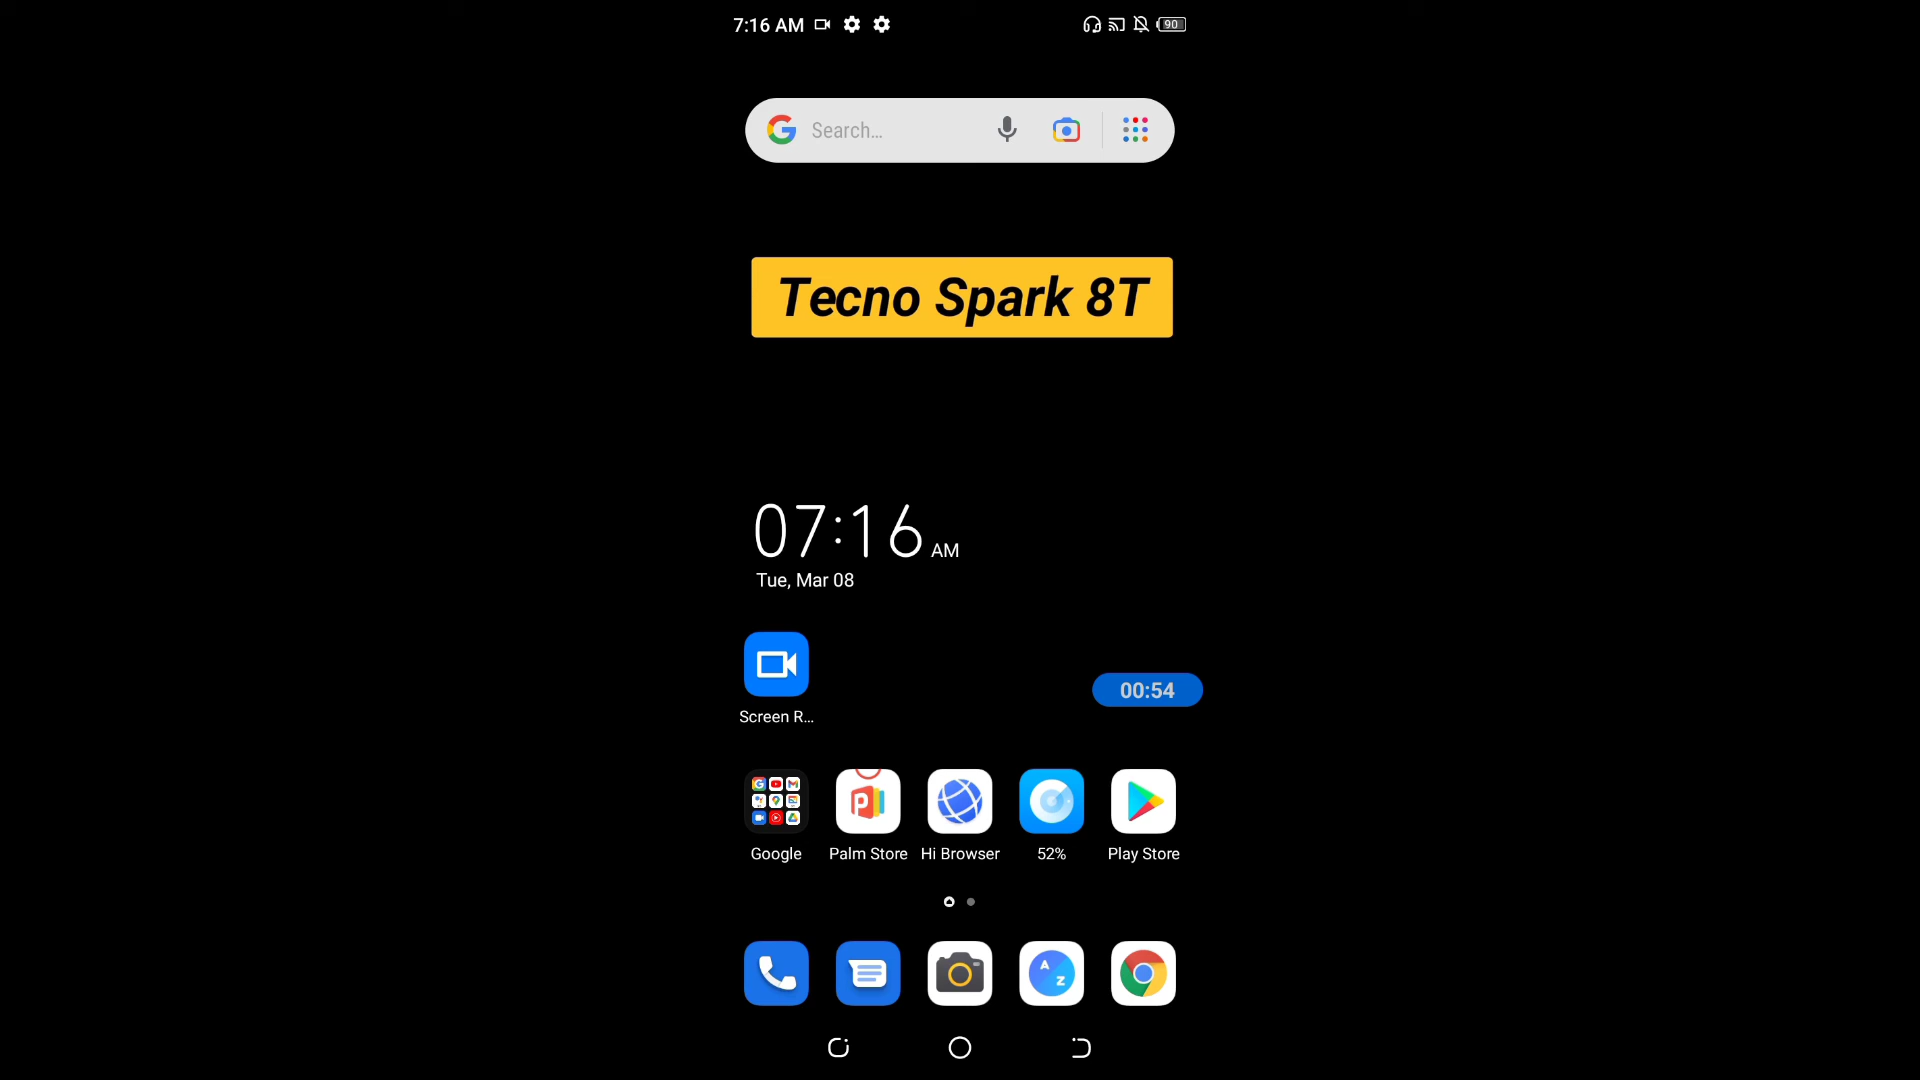 7:16 AM
90
Search...
Tecno Spark 8T
07:16 AM
Tue, Mar 08
Screen R...
00:54
Google
Palm Store
Hi Browser
52%
Play Store
A
Z